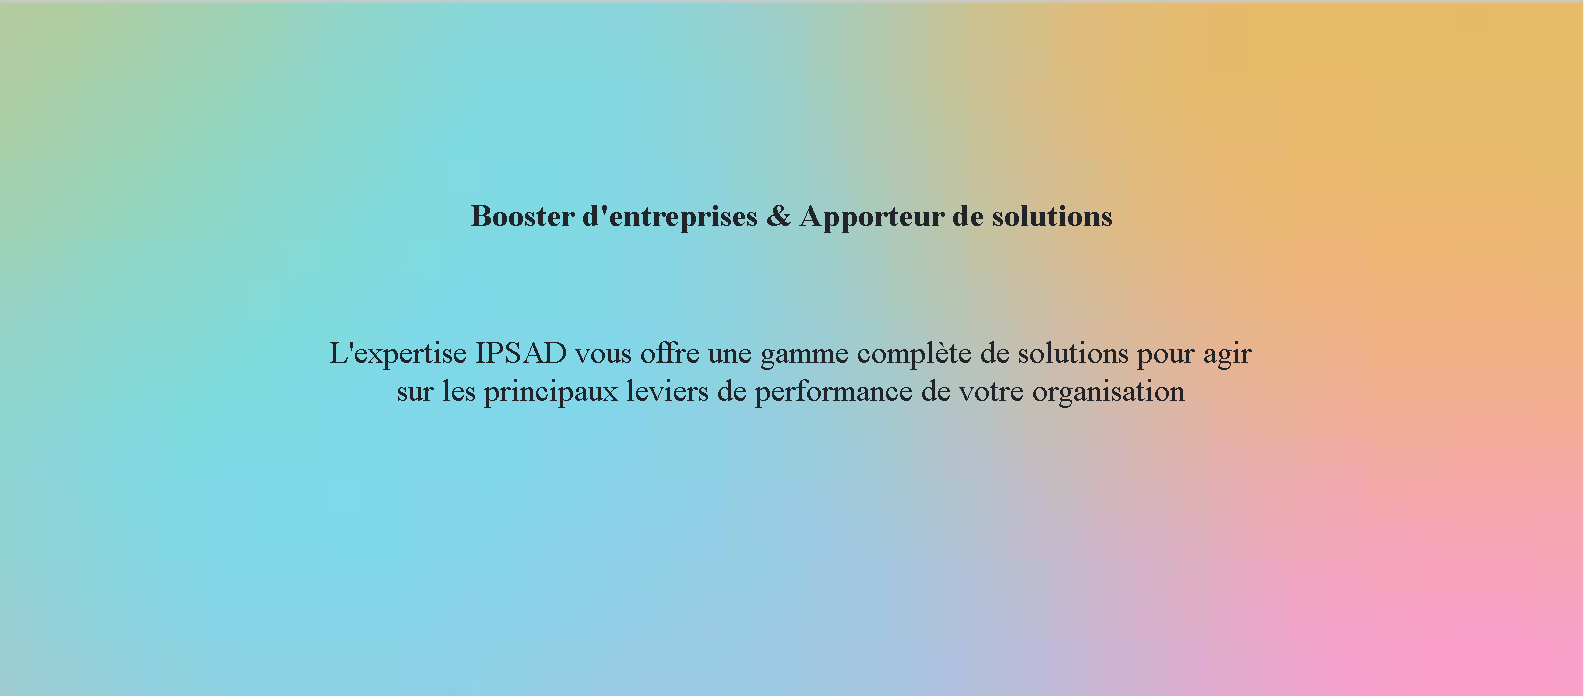 Booster d'entreprises & Apporteur de solutions
L'expertise IPSAD vous offre une gamme complète de solutions pour agir
sur les principaux leviers de performance de votre organisation